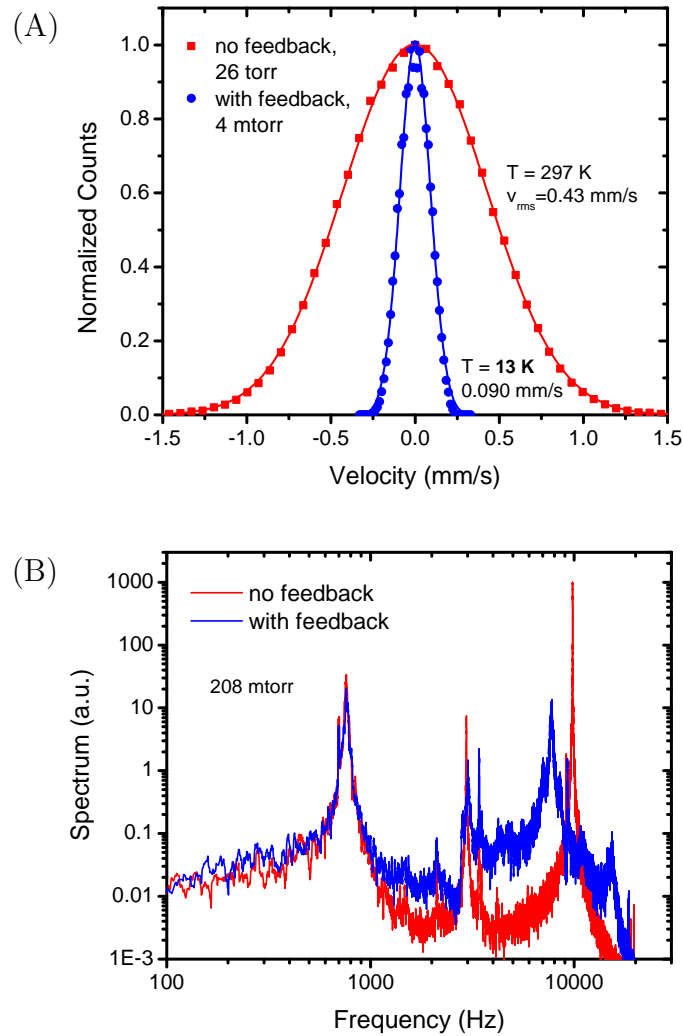 (A)
1.0
0.8
0.6
0.4
0.2
0.0
Normalized Counts
no feedback,
26 torr
with feedback,
4 mtorr
T = 297 K
v_rms=0.43 mm/s
T = 13 K
0.090 mm/s
-1.5 -1.0 -0.5 0.0 0.5 1.0 1.5
Velocity (mm/s)
(B)
1000
100
10
1
0.1
0.01
1E-3
Spectrum (a.u.)
no feedback
with feedback
208 mtorr
100 1000 10000
Frequency (Hz)